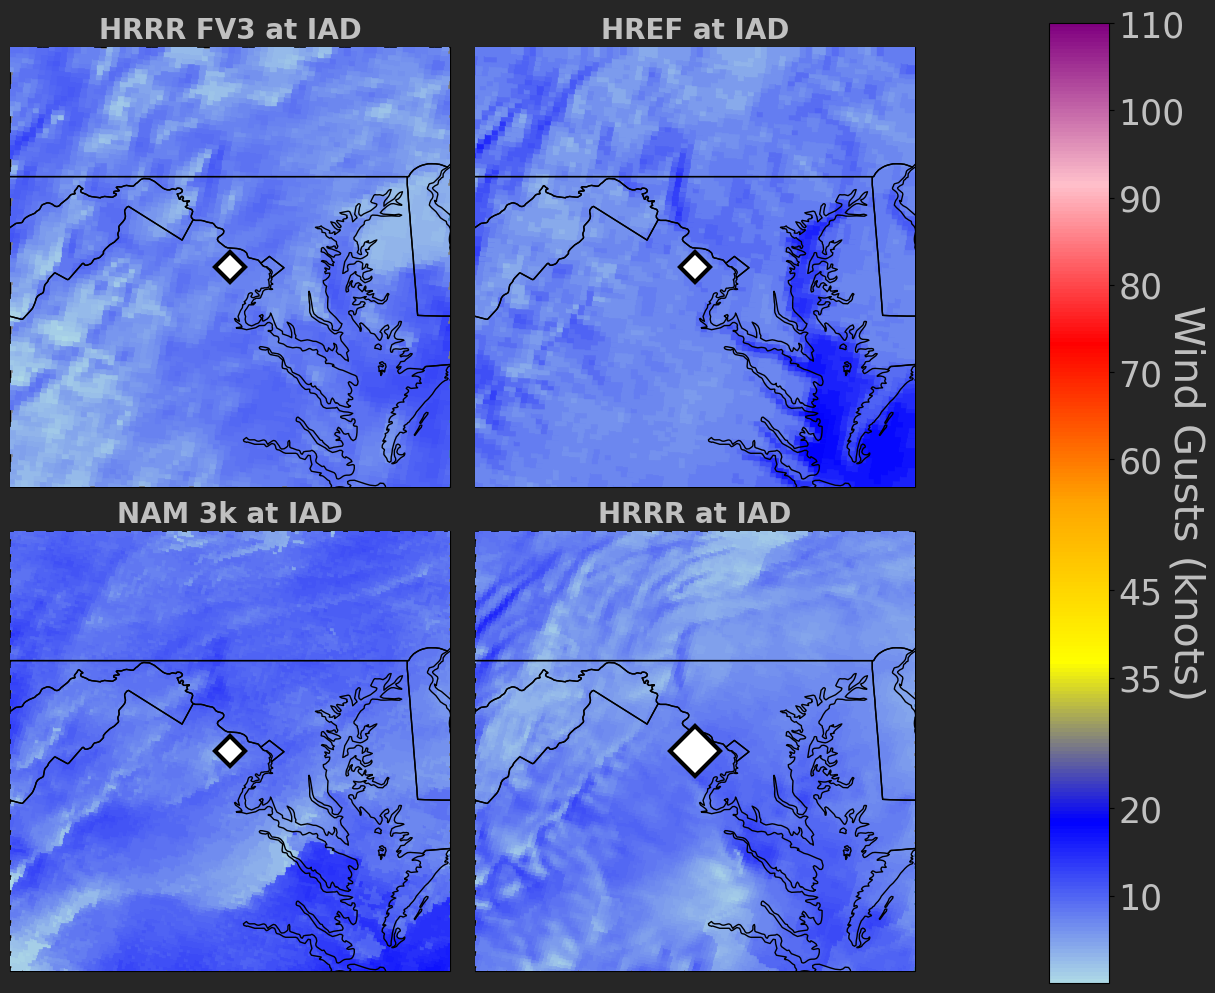 HRRR FV3 at IAD
HREF at IAD
NAM 3k at IAD
HRRR at IAD
110
100
90
80
70
60
45
35
20
10
Wind Gusts (knots)